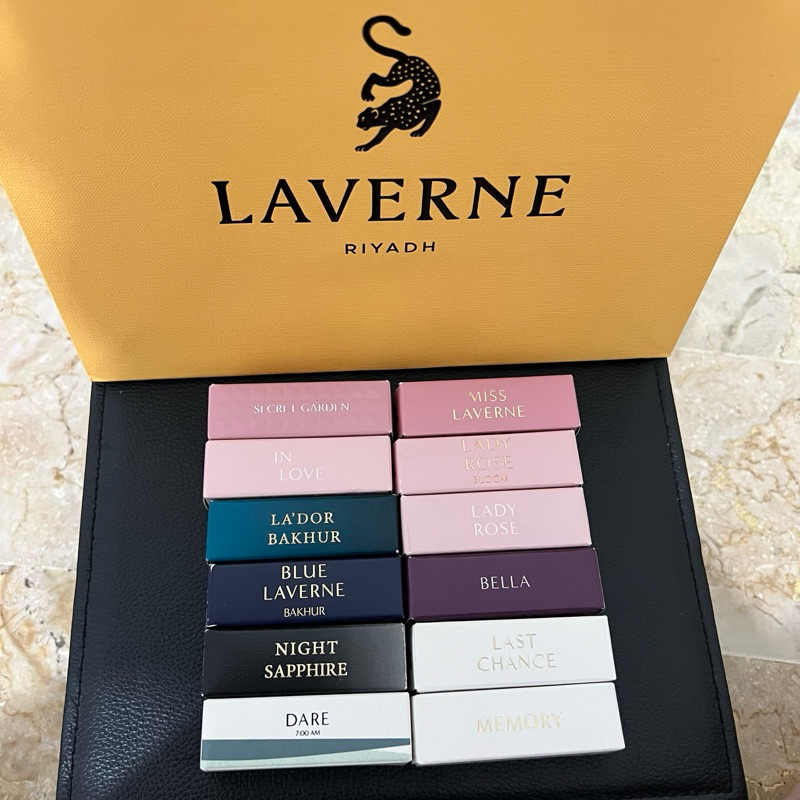 LAVERNE
RIYADH
SECRET GARDEN
MISS
LAVERNE
IN
LOVE
LADY
ROSE
BLOOM
LA'DOR
BAKHUR
LADY
ROSE
BLUE
LAVERNE
BAKHUR
BELLA
NIGHT
SAPPHIRE
LAST
CHANCE
DARE
7:00 AM
MEMORY